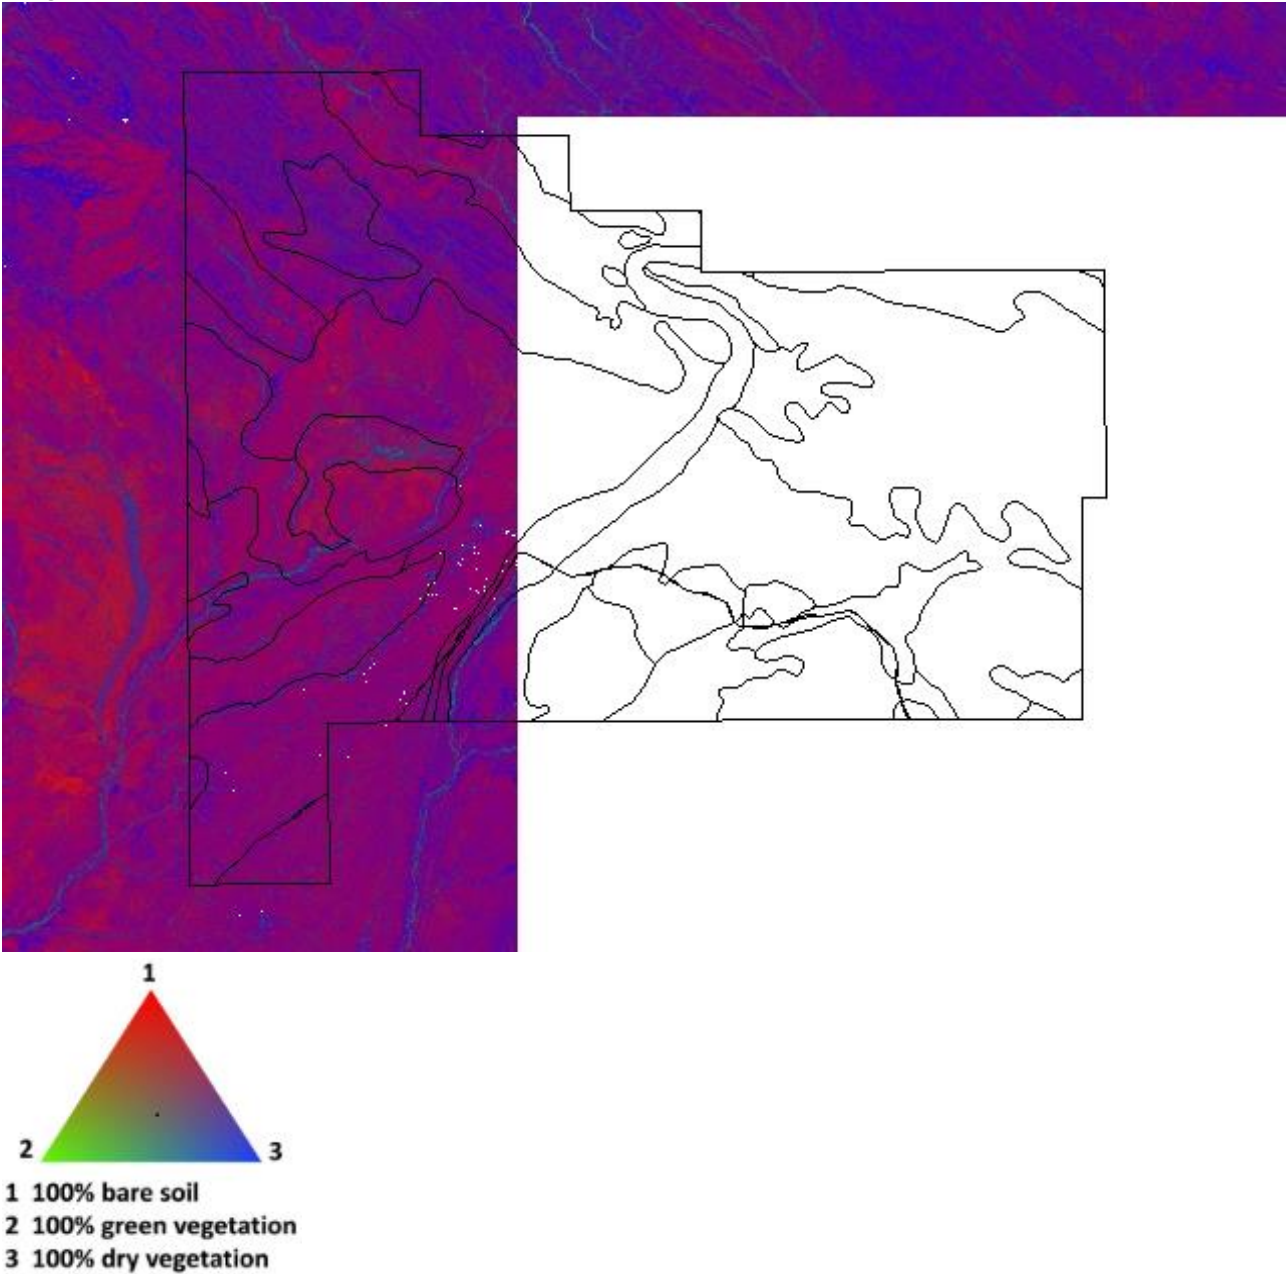 1
2
3
1 100% bare soil
2 100% green vegetation
3 100% dry vegetation